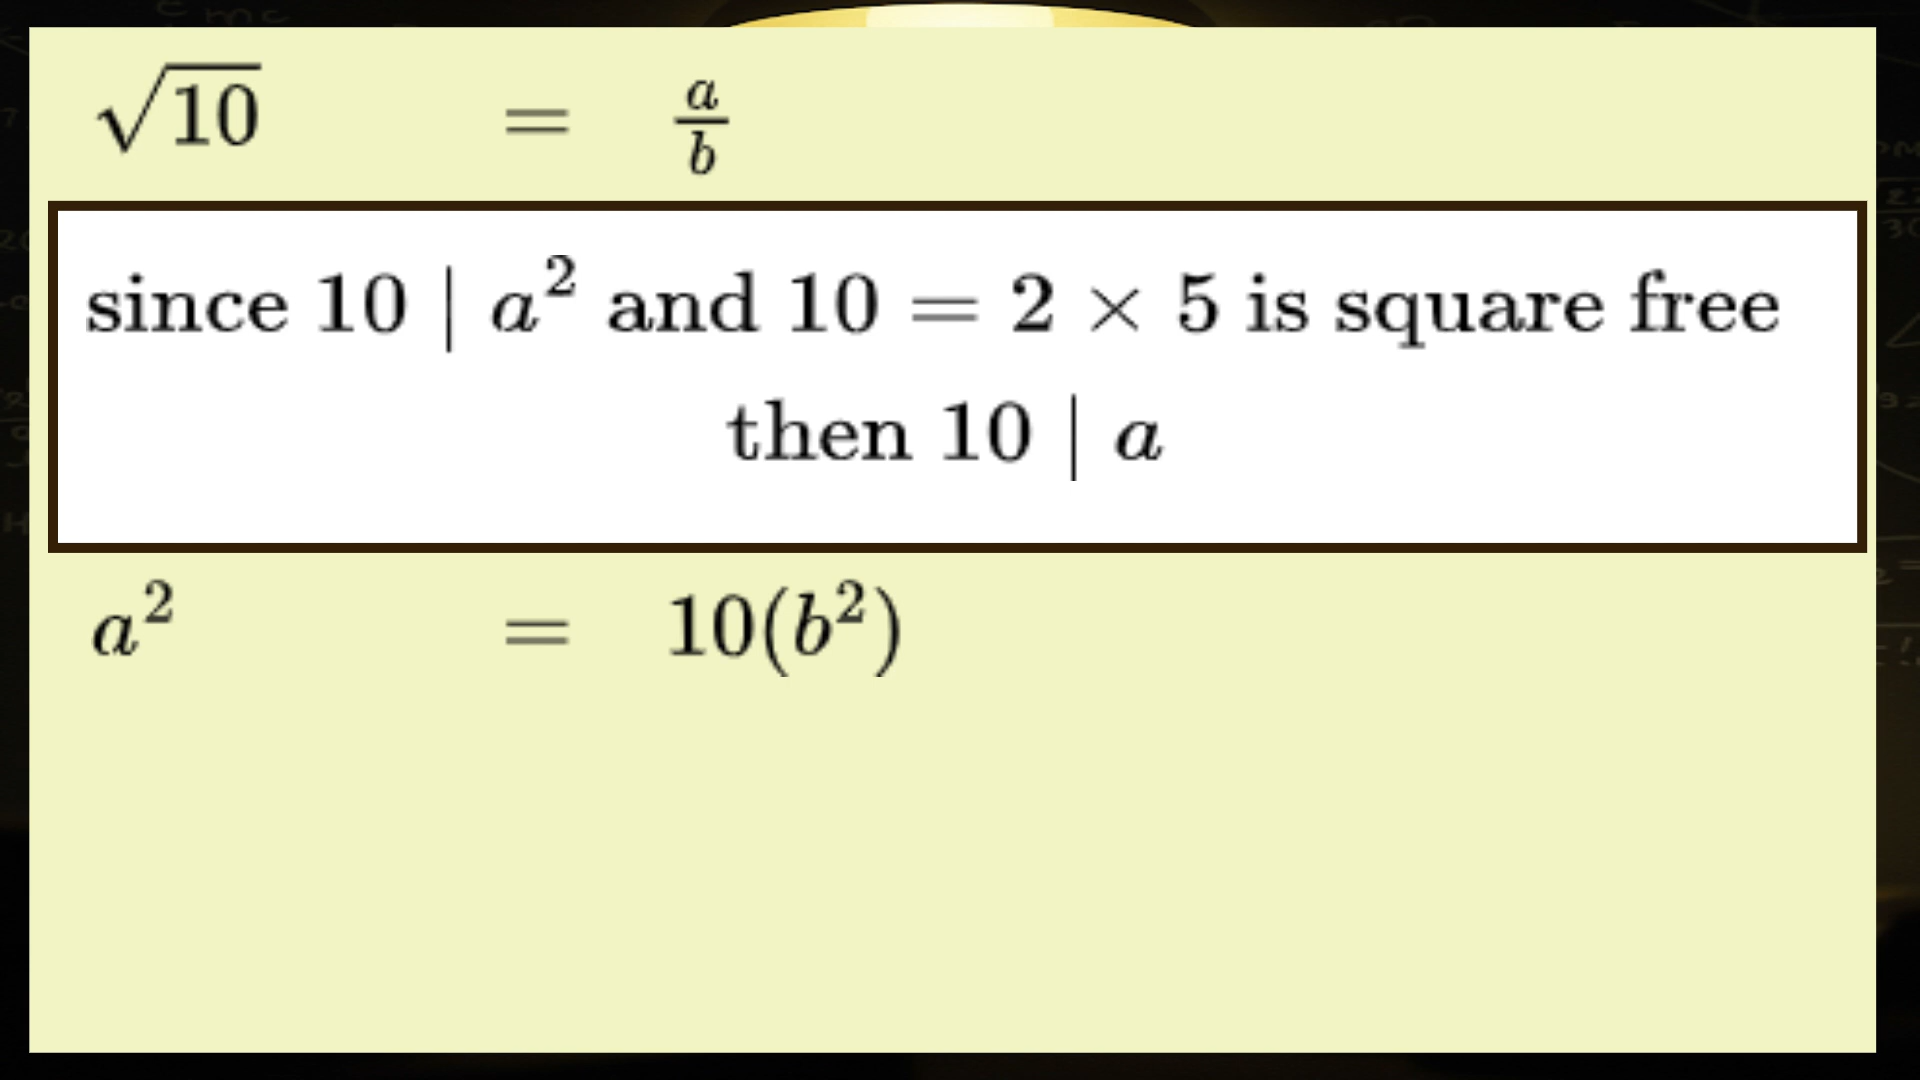 √10 = a/b
since 10 | a² and 10 = 2 × 5 is square free
then 10 | a
a² = 10(b²)